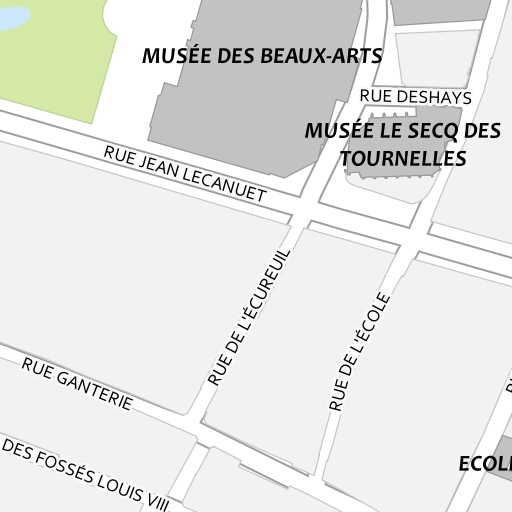 MUSÉE DES BEAUX-ARTS
RUE DESHAYS
MUSÉE LE SECQ DES
TOURNELLES
RUE JEAN LECANUET
RUE DE L'ÉCUREUIL
RUE DE L'ÉCOLE
RUE GANTERIE
DES FOSSÉS LOUIS VIII
ECOL